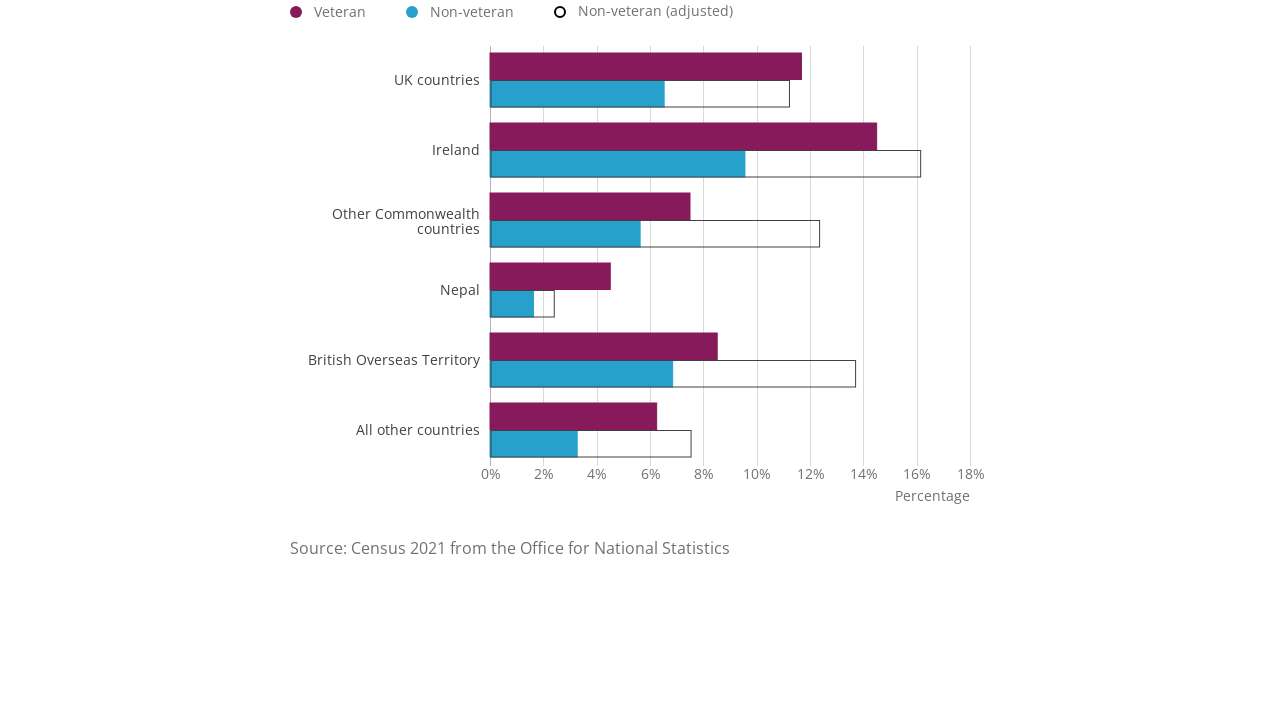 Veteran Non-veteran Non-veteran (adjusted)
UK countries
Ireland
Other Commonwealth
countries
Nepal
British Overseas Territory
All other countries
0% 2% 4% 6% 8% 10% 12% 14% 16% 18%
Percentage
Source: Census 2021 from the Office for National Statistics